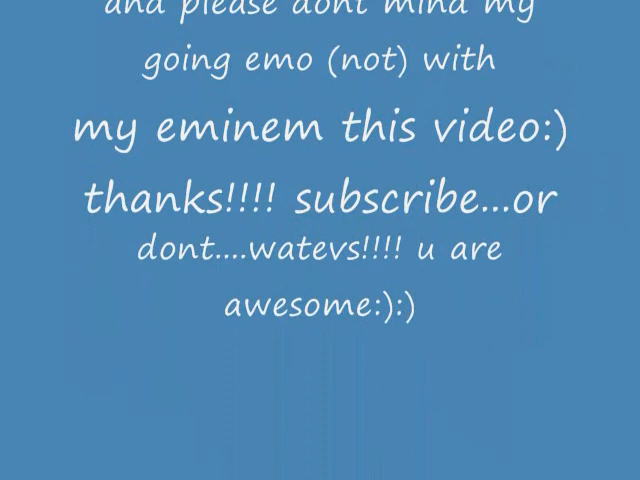 and please dont mind my
going emo (not) with
my eminem this video:)
thanks!!!! subscribe...or
dont....watevs!!!! u are
awesome:):)